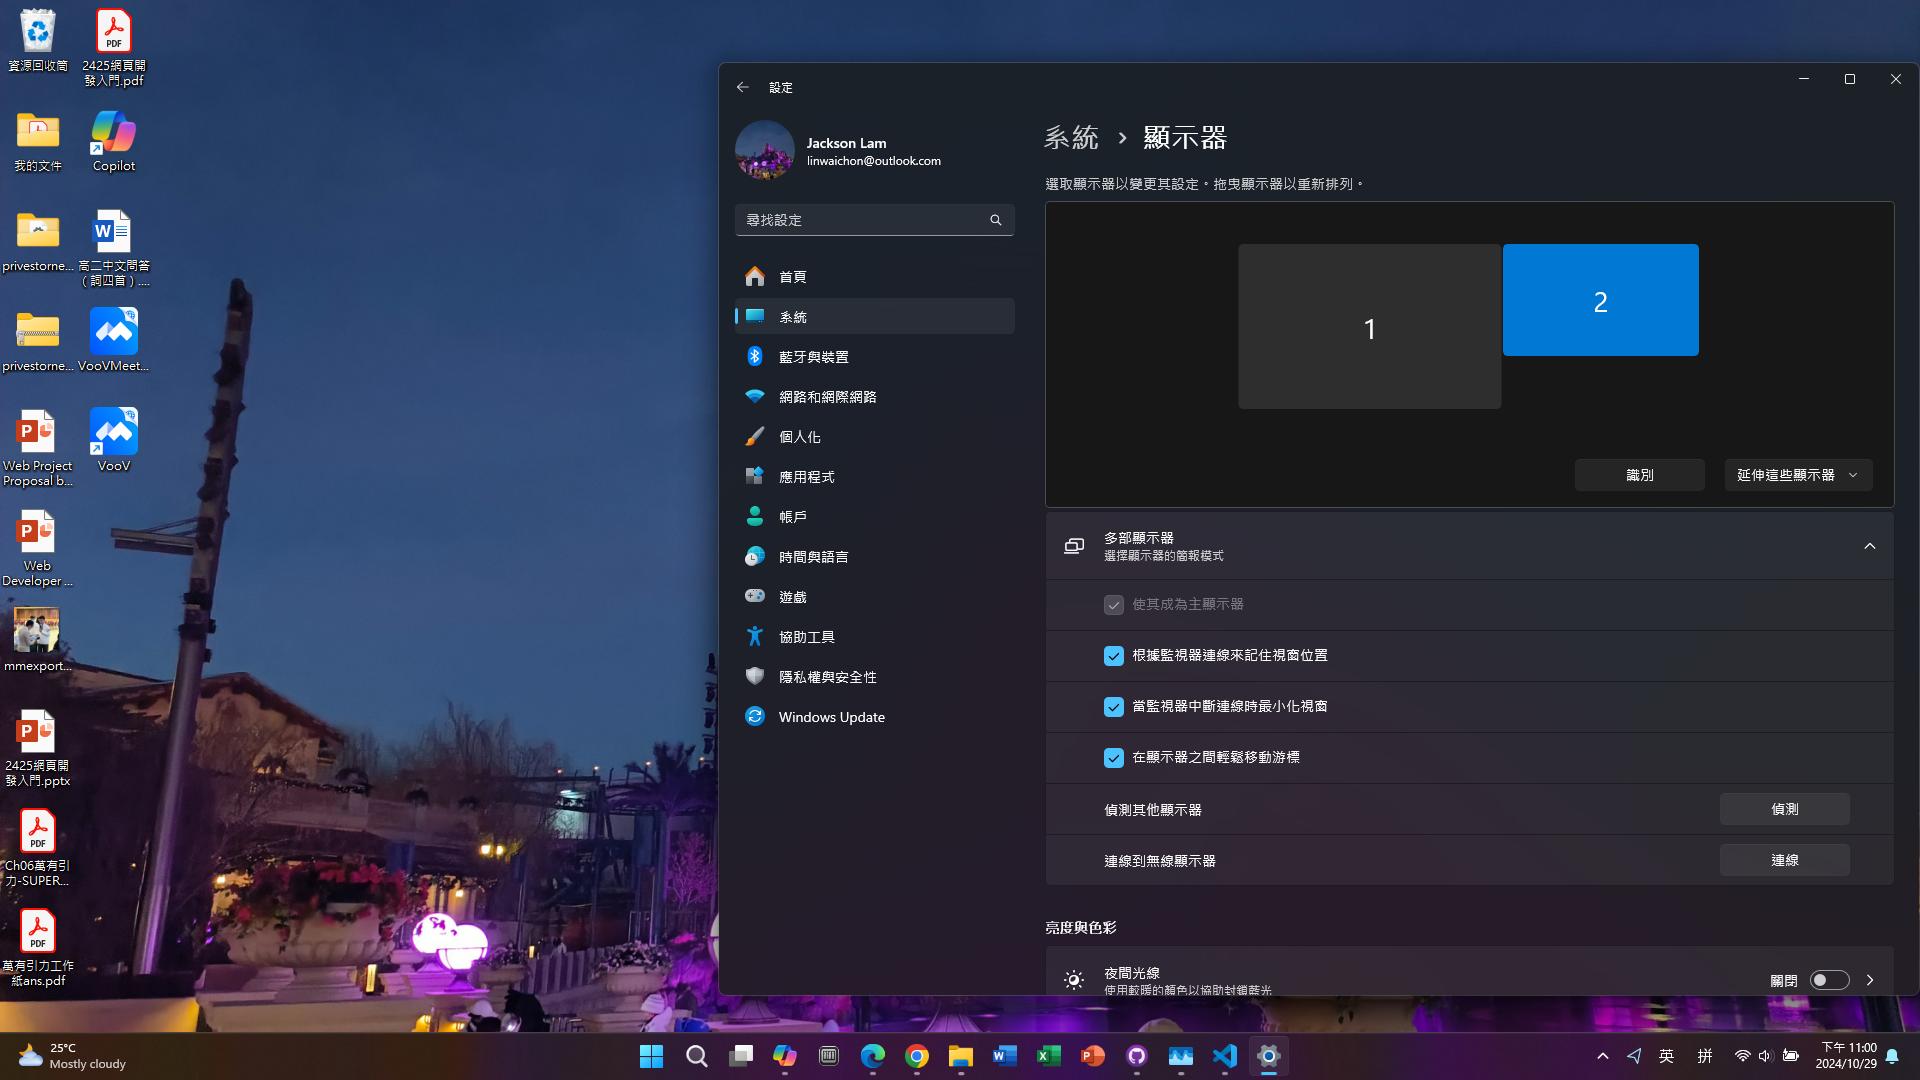 資源回收筒
2425網頁開
發入門.pdf
我的文件
Copilot
privestorne...
高二中文問答
（詞四首）....
privestorne...
VooVMeet...
Web Project
Proposal b...
VooV
Web
Developer ...
mmexport...
2425網頁開
發入門.pptx
Ch06萬有引
力-SUPER...
萬有引力工作
紙ans.pdf
設定
Jackson Lam
linwaichon@outlook.com
尋找設定
首頁
系統
藍牙與裝置
網路和網際網路
個人化
應用程式
帳戶
時間與語言
遊戲
協助工具
隱私權與安全性
Windows Update
系統 › 顯示器
選取顯示器以變更其設定。拖曳顯示器以重新排列。
1
2
識別
延伸這些顯示器
多部顯示器
選擇顯示器的簡報模式
使其成為主顯示器
根據監視器連線來記住視窗位置
當監視器中斷連線時最小化視窗
在顯示器之間輕鬆移動游標
偵測其他顯示器
偵測
連線到無線顯示器
連線
亮度與色彩
夜間光線
使用較暖的顏色以協助封鎖藍光
關閉
25°C
Mostly cloudy
英
拼
下午 11:00
2024/10/29